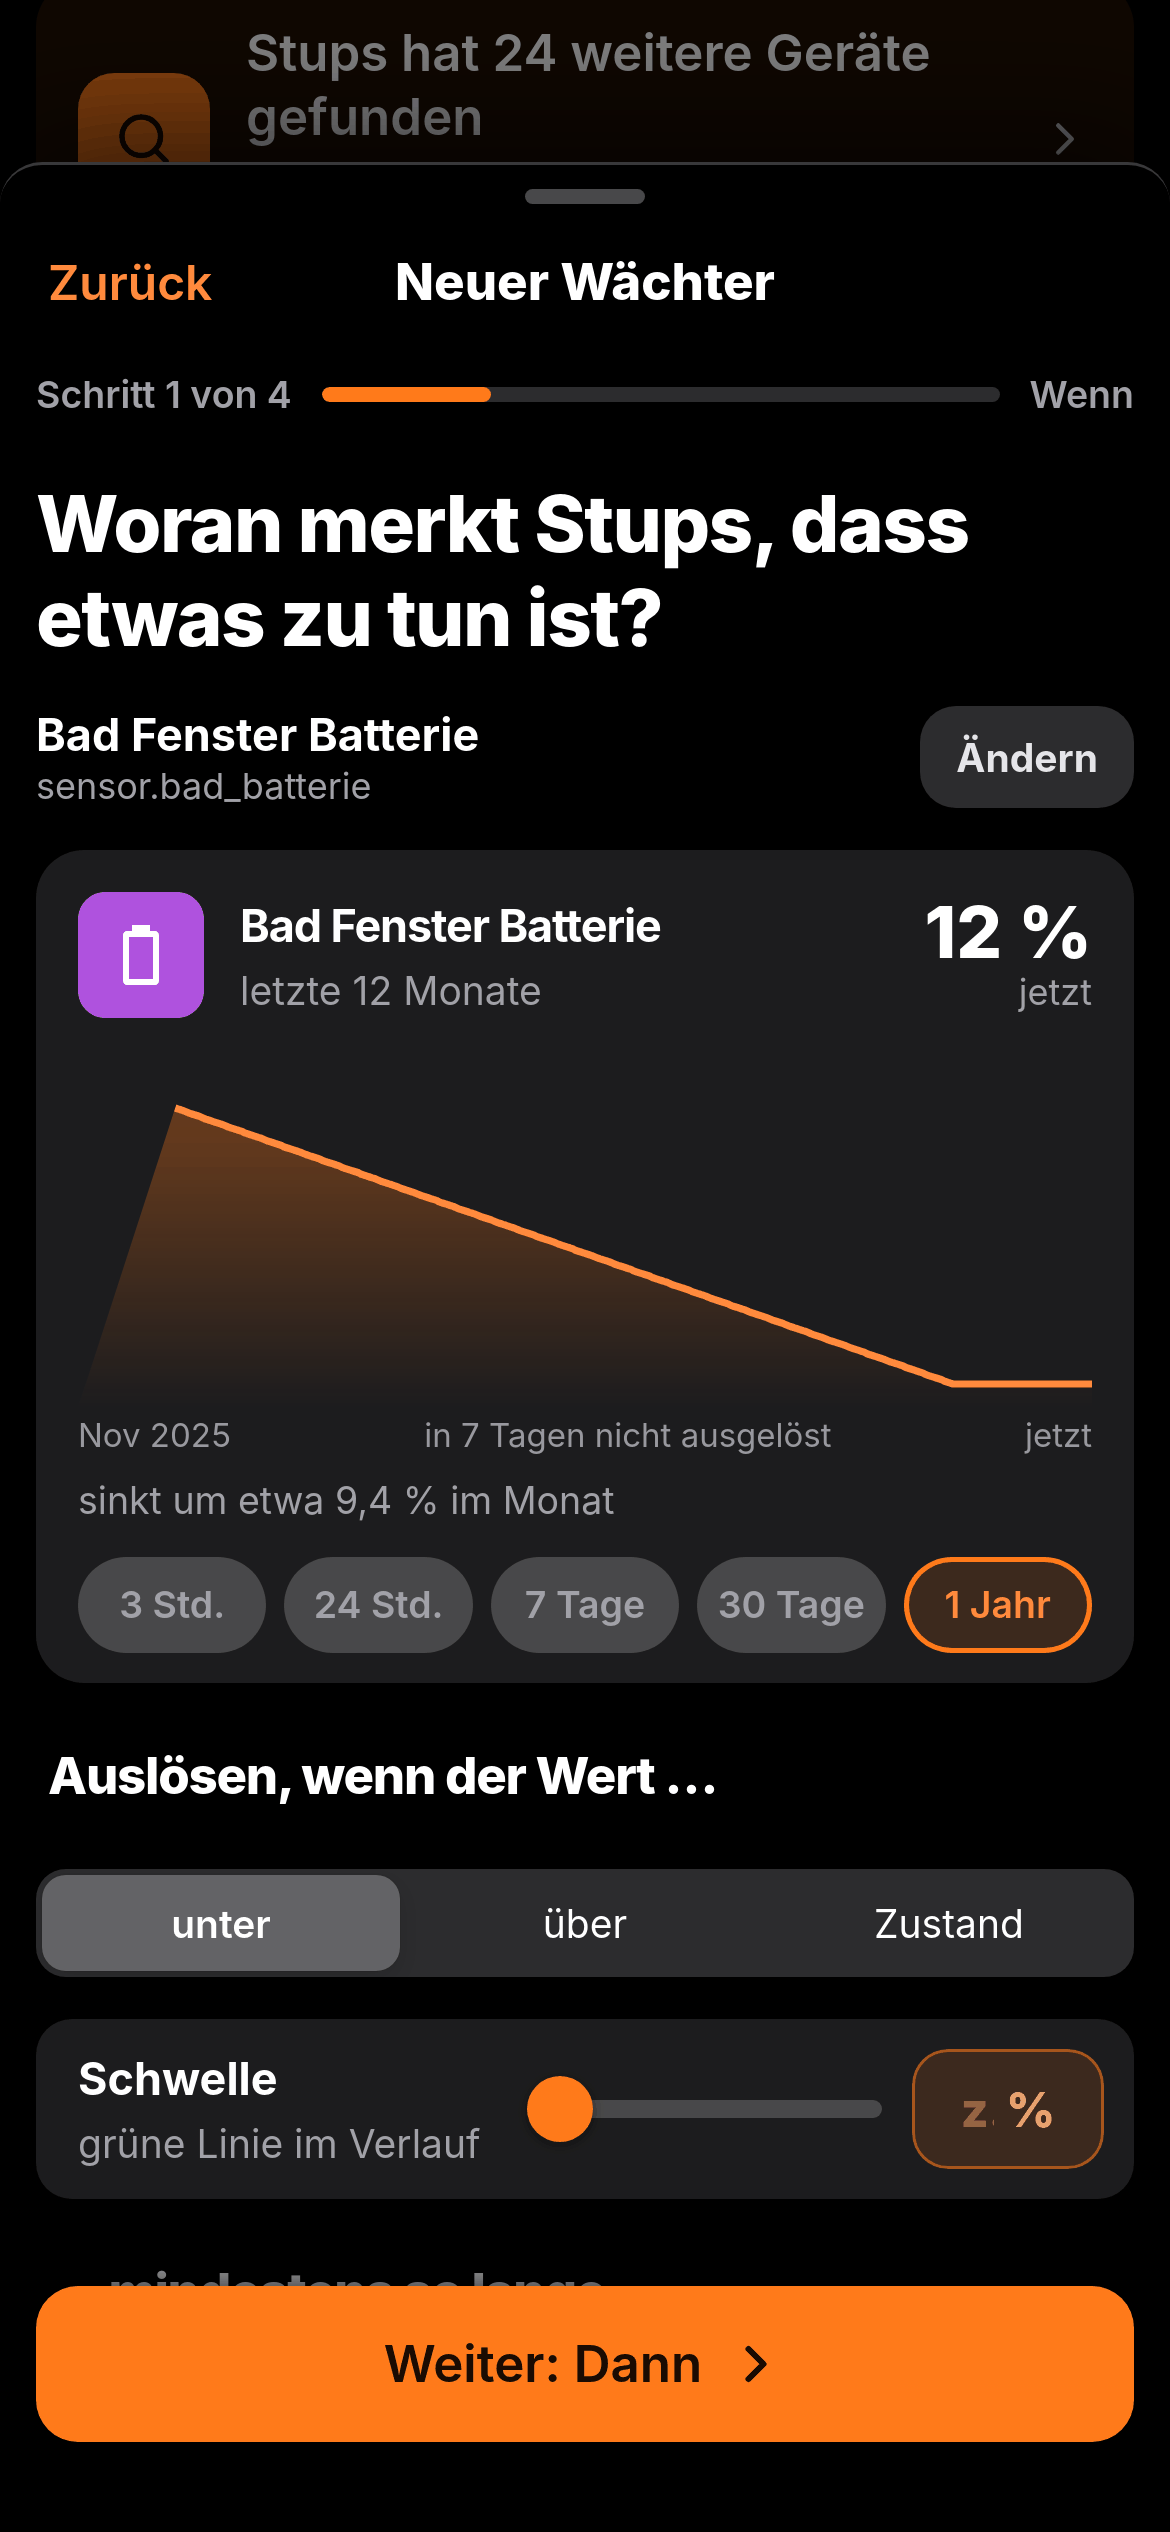 Stups hat 24 weitere Geräte
gefunden
Zurück
Neuer Wächter
Schritt 1 von 4
Wenn
Woran merkt Stups, dass
etwas zu tun ist?
Bad Fenster Batterie
sensor.bad_batterie
Ändern
Bad Fenster Batterie
letzte 12 Monate
12 %
jetzt
Nov 2025
in 7 Tagen nicht ausgelöst
jetzt
sinkt um etwa 9,4 % im Monat
3 Std.
24 Std.
7 Tage
30 Tage
1 Jahr
Auslösen, wenn der Wert …
unter
über
Zustand
Schwelle
grüne Linie im Verlauf
z. %
mindestens so lange
Weiter: Dann